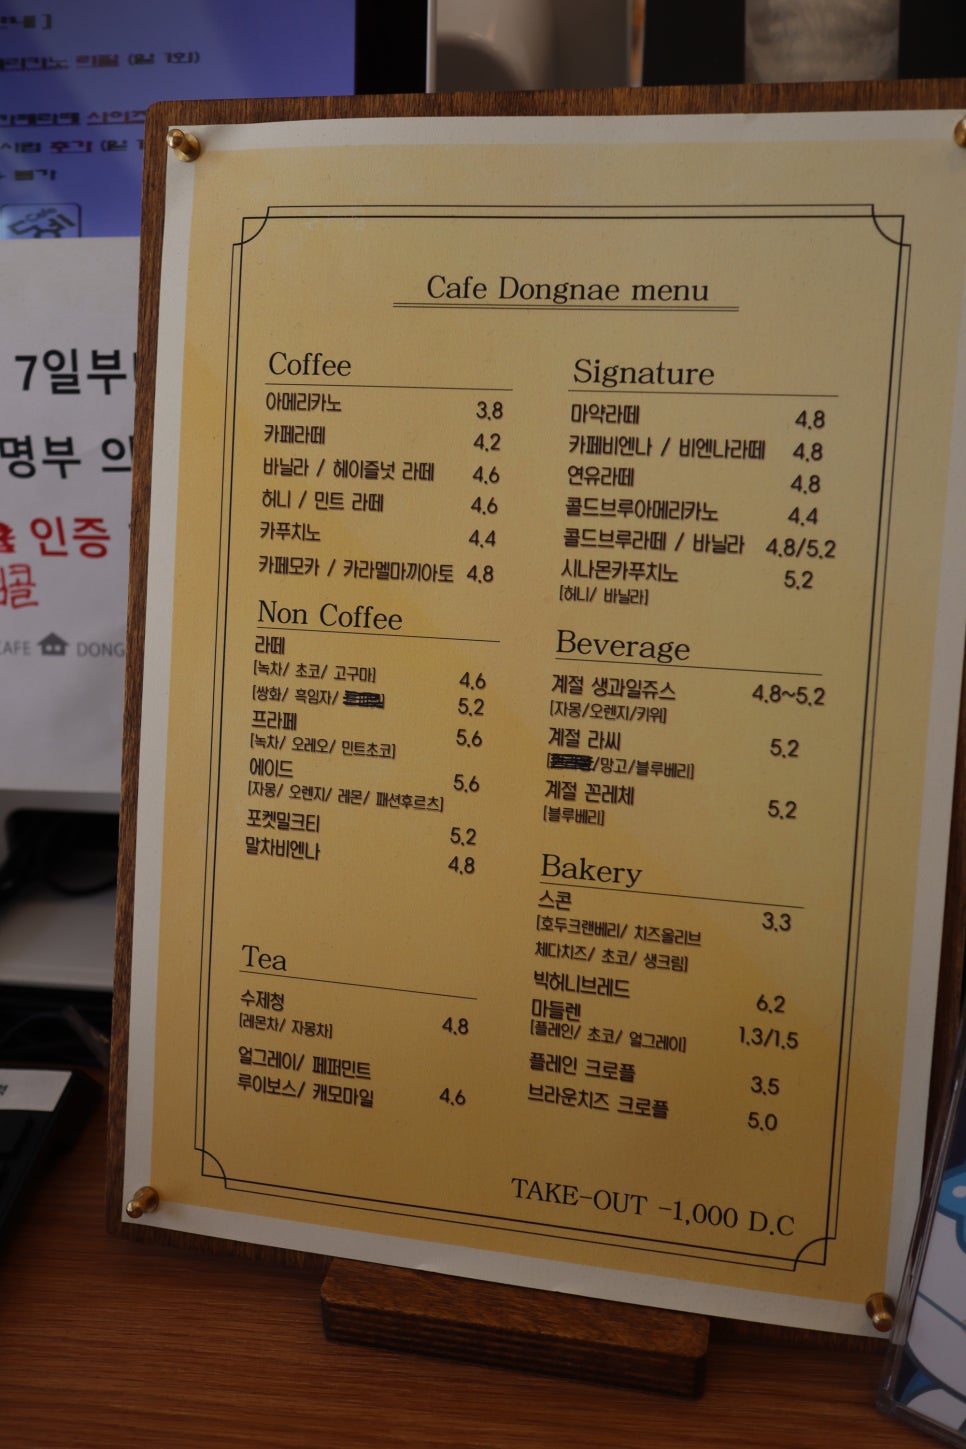 (일 1회)
추가 (일
불가
Cafe
7일부
명부 의
인증
콜
CAFE DONG
Cafe Dongnae menu
Coffee
아메리카노 3.8
카페라떼 4.2
바닐라 / 헤이즐넛 라떼 4.6
허니 / 민트 라떼 4.6
카푸치노 4.4
카페모카 / 카라멜마끼아토 4.8
Non Coffee
라떼
[녹차/ 초코/ 고구마] 4.6
[쌍화/ 흑임자/ 5.2
프라페 5.6
[녹차/ 오레오/ 민트초코]
에이드 5.6
[자몽/ 오렌지/ 레몬/ 패션후르츠]
포켓밀크티 5.2
말차비엔나 4.8
Tea
수제청 4.8
[레몬차/ 자몽차]
얼그레이/ 페퍼민트
루이보스/ 캐모마일 4.6
Signature
마약라떼 4.8
카페비엔나 / 비엔나라떼 4.8
연유라떼 4.8
콜드브루아메리카노 4.4
콜드브루라떼 / 바닐라 4.8/5.2
시나몬카푸치노 5.2
[허니/ 바닐라]
Beverage
계절 생과일쥬스 4.8~5.2
[자몽/오렌지/키위]
계절 라씨 5.2
/망고/블루베리]
계절 꼰레체 5.2
[블루베리]
Bakery
스콘 3.3
[호두크랜베리/ 치즈올리브
체다치즈/ 초코/ 생크림]
빅허니브레드 6.2
마들렌 1.3/1.5
[플레인/ 초코/ 얼그레이]
플레인 크로플 3.5
브라운치즈 크로플 5.0
TAKE-OUT -1,000 D.C